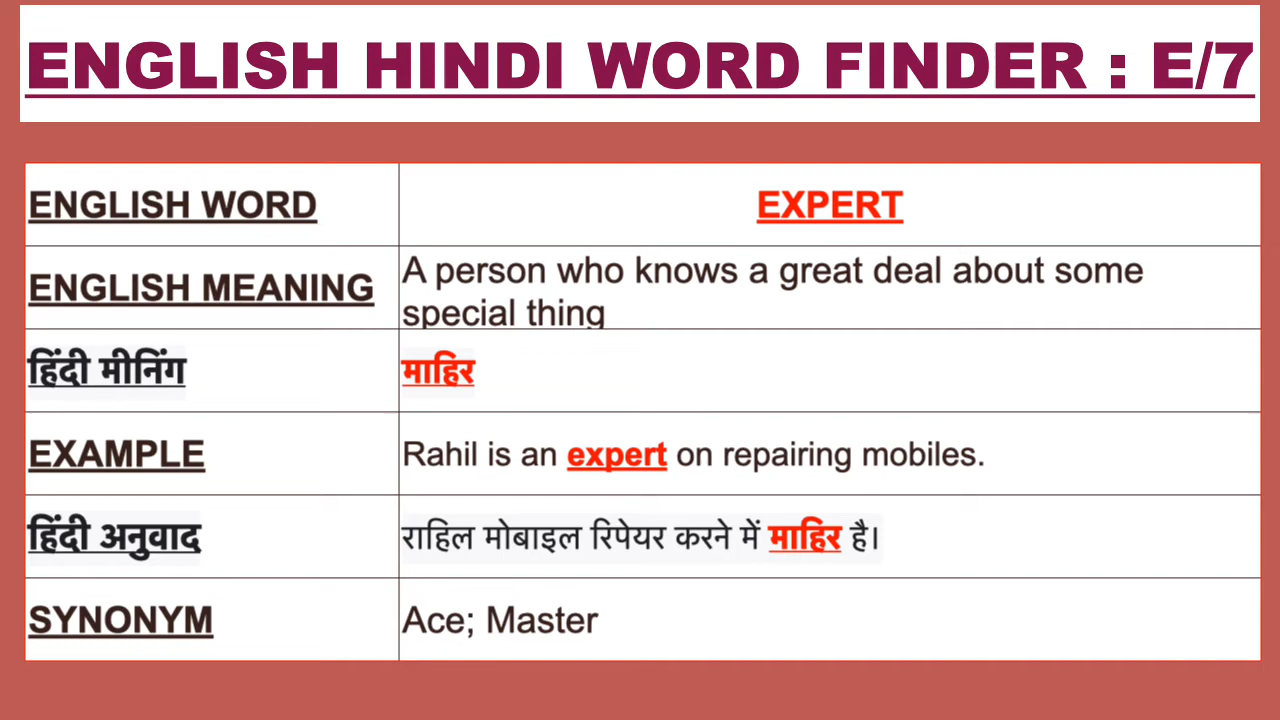 ENGLISH HINDI WORD FINDER : E/7
ENGLISH WORD
EXPERT
ENGLISH MEANING
A person who knows a great deal about some
special thing
हिंदी मीनिंग
माहिर
EXAMPLE
Rahil is an expert on repairing mobiles.
हिंदी अनुवाद
राहिल मोबाइल रिपेयर करने में माहिर है।
SYNONYM
Ace; Master